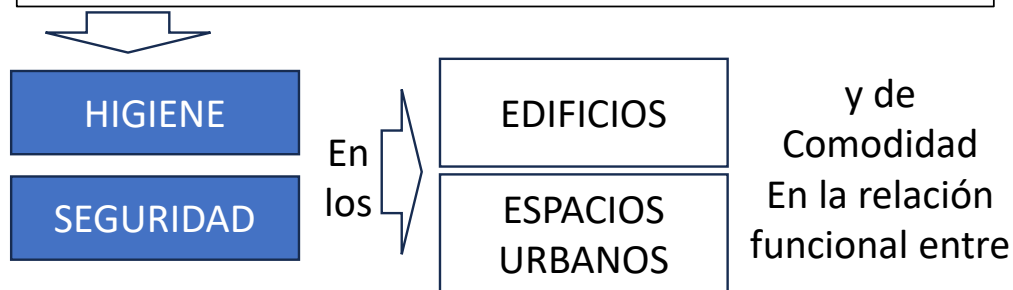 HIGIENE
SEGURIDAD
En
los
EDIFICIOS
ESPACIOS
URBANOS
y de
Comodidad
En la relación
funcional entre